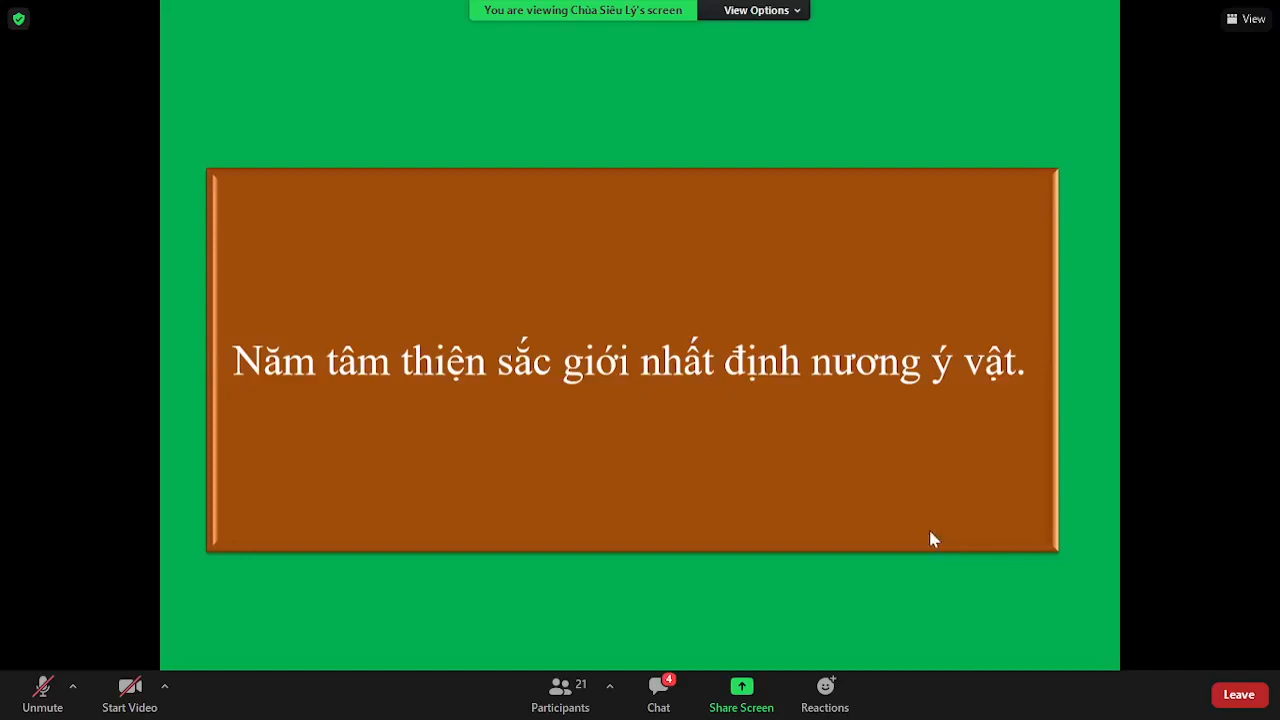 You are viewing Chùa Siêu Lý's screen
View Options
View
Năm tâm thiện sắc giới nhất định nương ý vật.
Unmute
Start Video
21
Participants
4
Chat
Share Screen
Reactions
Leave